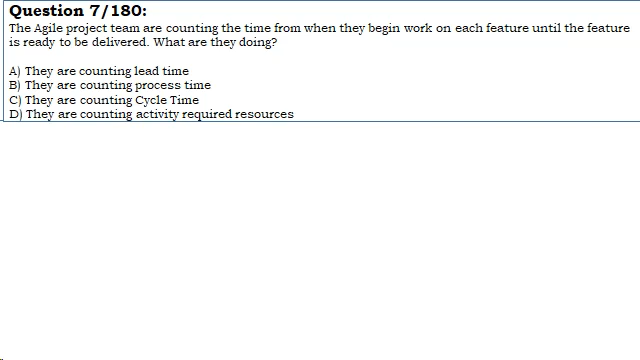 Question 7/180:
The Agile project team are counting the time from when they begin work on each feature until the feature
is ready to be delivered. What are they doing?
A) They are counting lead time
B) They are counting process time
C) They are counting Cycle Time
D) They are counting activity required resources